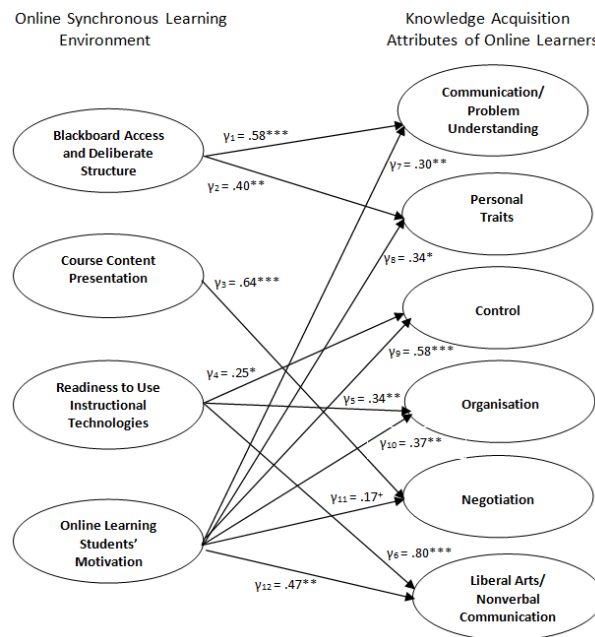 Online Synchronous Learning
Environment
Knowledge Acquisition
Attributes of Online Learners
Blackboard Access
and Deliberate
Structure
Course Content
Presentation
Readiness to Use
Instructional
Technologies
Online Learning
Students’
Motivation
γ₁ = .58***
γ₂ = .40**
γ₃ = .64***
γ₄ = .25*
γ₅ = .34**
γ₆ = .80***
γ₇ = .30**
γ₈ = .34*
γ₉ = .58***
γ₁₀ = .37**
γ₁₁ = .17⁺
γ₁₂ = .47**
Communication/
Problem
Understanding
Personal
Traits
Control
Organisation
Negotiation
Liberal Arts/
Nonverbal
Communication